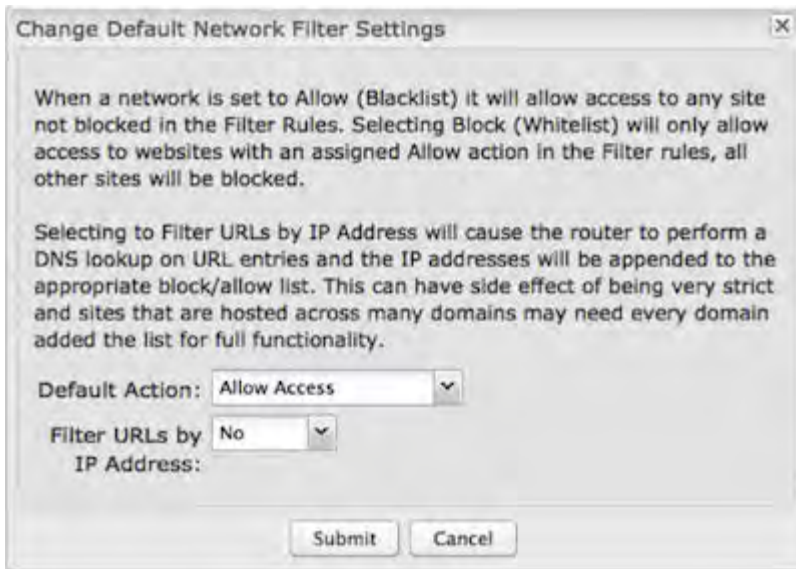 Change Default Network Filter Settings
When a network is set to Allow (Blacklist) it will allow access to any site
not blocked in the Filter Rules. Selecting Block (Whitelist) will only allow
access to websites with an assigned Allow action in the Filter rules, all
other sites will be blocked.
Selecting to Filter URLs by IP Address will cause the router to perform a
DNS lookup on URL entries and the IP addresses will be appended to the
appropriate block/allow list. This can have side effect of being very strict
and sites that are hosted across many domains may need every domain
added the list for full functionality.
Default Action: Allow Access
Filter URLs by No
IP Address:
Submit Cancel